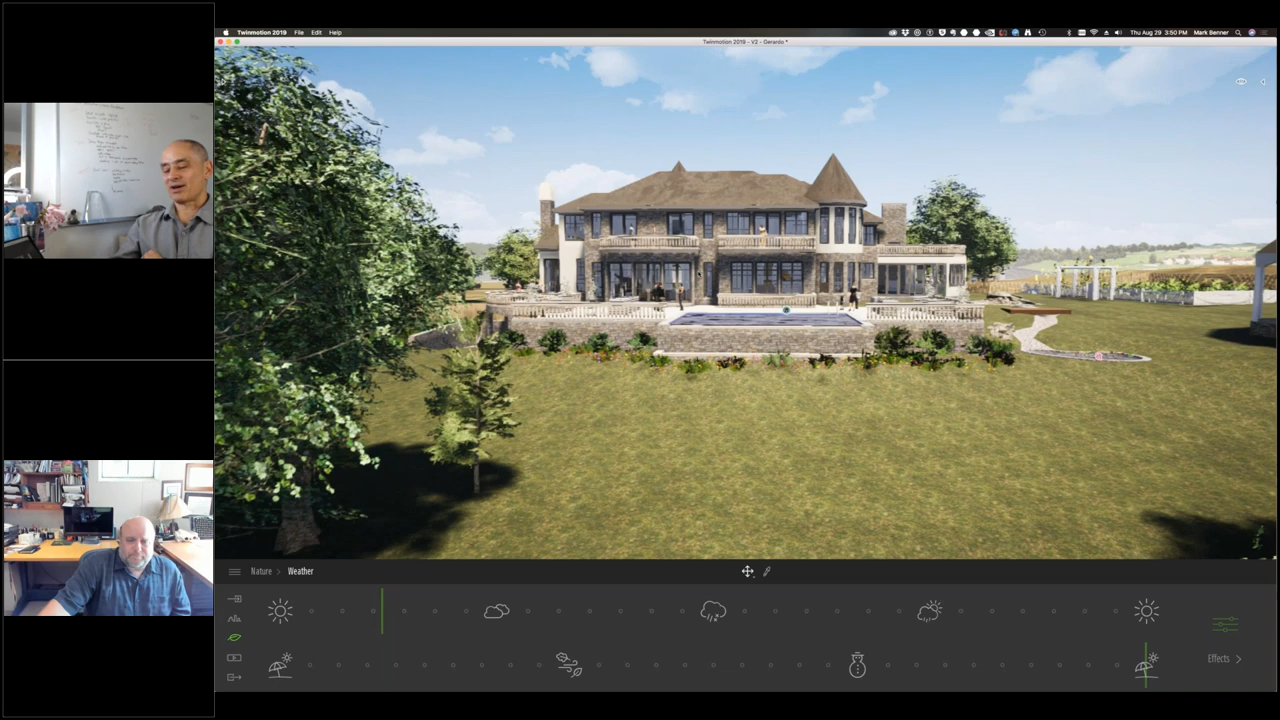 Twinmotion 2019 File Edit Help Thu Aug 29 3:50 PM Mark Benner
Twinmotion 2019 - V2 - Gerardo *
Nature > Weather
Effects >